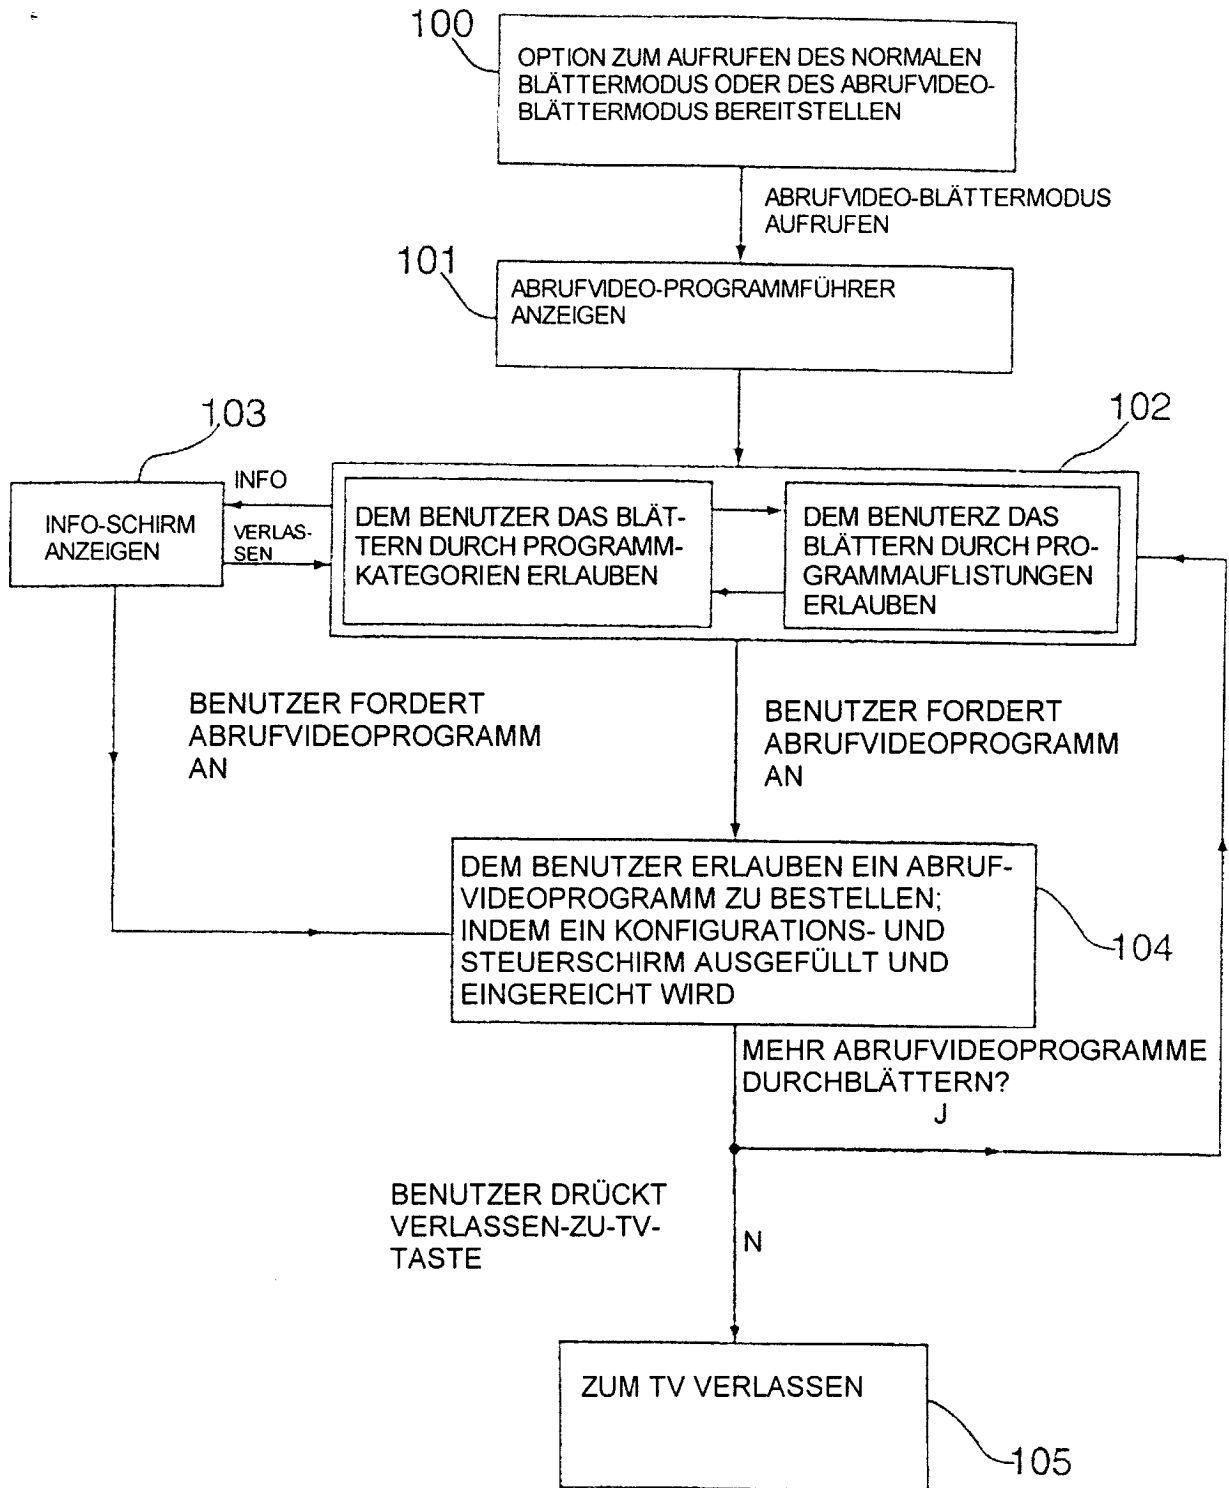 100
OPTION ZUM AUFRUFEN DES NORMALEN
BLÄTTERMODUS ODER DES ABRUFVIDEO-
BLÄTTERMODUS BEREITSTELLEN
ABRUFVIDEO-BLÄTTERMODUS
AUFRUFEN
101
ABRUFVIDEO-PROGRAMMFÜHRER
ANZEIGEN
103
102
INFO
INFO-SCHIRM
ANZEIGEN
VERLAS-
SEN
DEM BENUTZER DAS BLÄT-
TERN DURCH PROGRAMM-
KATEGORIEN ERLAUBEN
DEM BENUTERZ DAS
BLÄTTERN DURCH PRO-
GRAMMAUFLISTUNGEN
ERLAUBEN
BENUTZER FORDERT
ABRUFVIDEOPROGRAMM
AN
BENUTZER FORDERT
ABRUFVIDEOPROGRAMM
AN
DEM BENUTZER ERLAUBEN EIN ABRUF-
VIDEOPROGRAMM ZU BESTELLEN;
INDEM EIN KONFIGURATIONS- UND
STEUERSCHIRM AUSGEFÜLLT UND
EINGEREICHT WIRD
104
MEHR ABRUFVIDEOPROGRAMME
DURCHBLÄTTERN?
J
BENUTZER DRÜCKT
VERLASSEN-ZU-TV-
TASTE
N
ZUM TV VERLASSEN
105